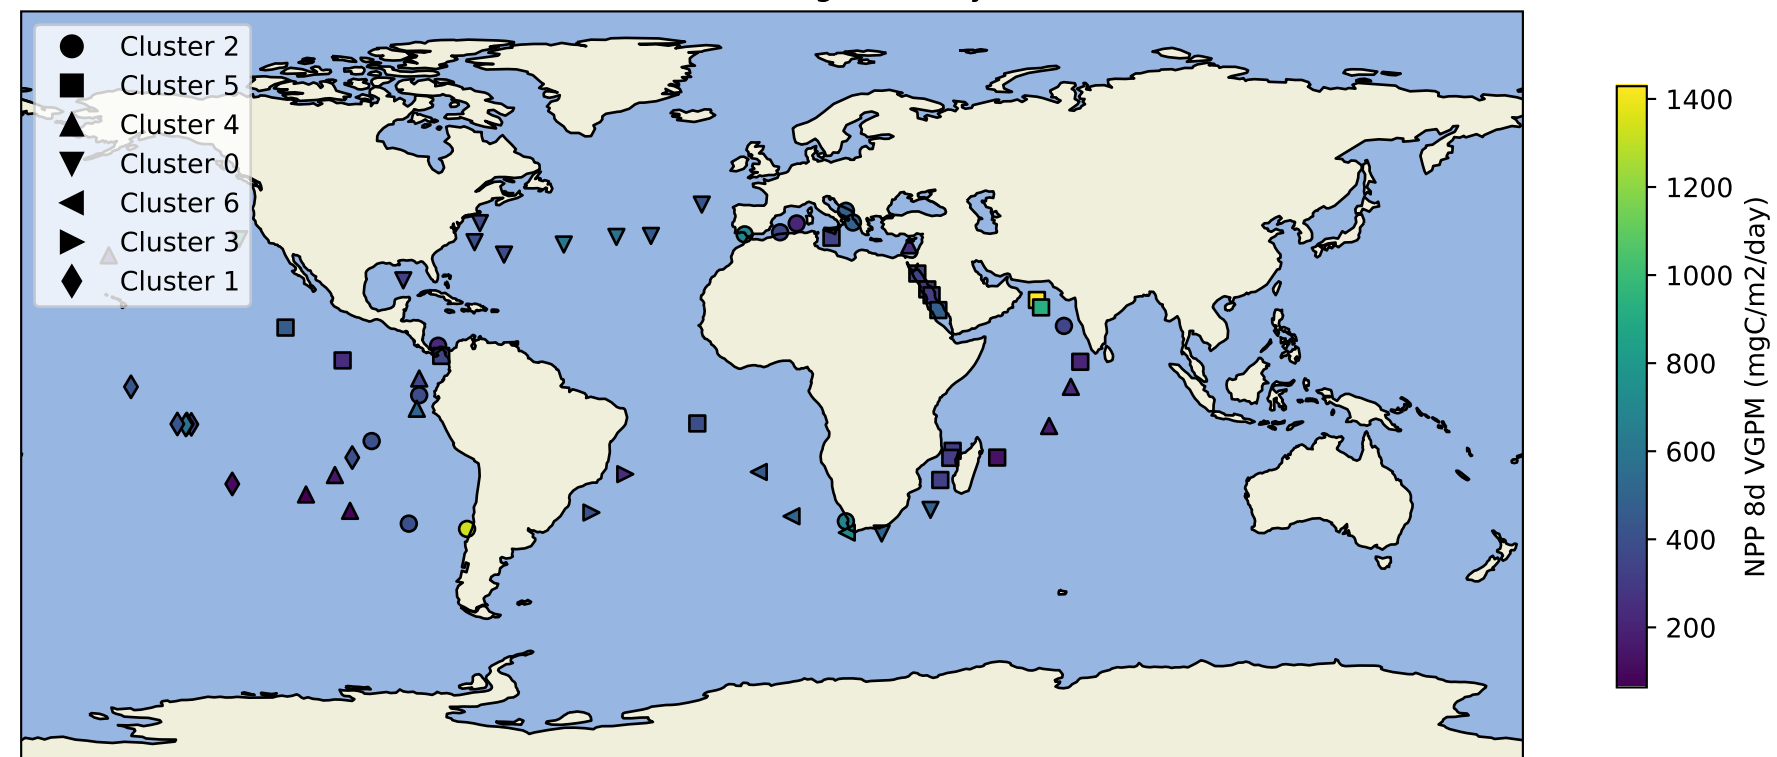 Cluster 2
Cluster 5
Cluster 4
Cluster 0
Cluster 6
Cluster 3
Cluster 1
1400
1200
1000
800
600
400
200
NPP 8d VGPM (mgC/m2/day)